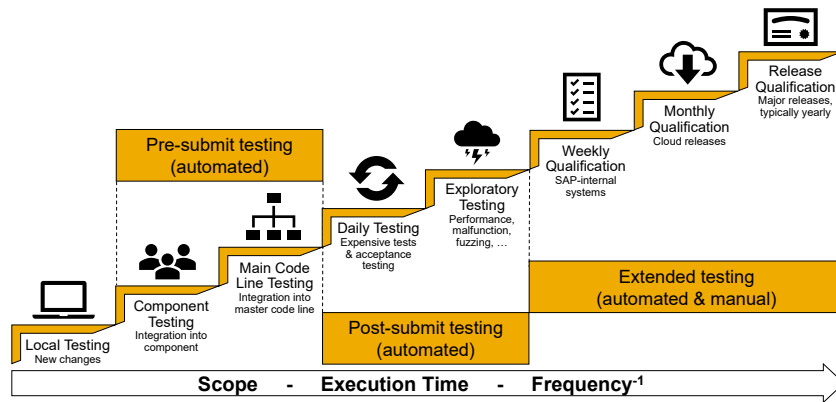 Local Testing
New changes
Component
Testing
Integration into
component
Main Code
Line Testing
Integration into
master code line
Pre-submit testing
(automated)
Daily Testing
Expensive tests
& acceptance
testing
Exploratory
Testing
Performance,
malfunction,
fuzzing, …
Post-submit testing
(automated)
Weekly
Qualification
SAP-internal
systems
Monthly
Qualification
Cloud releases
Release
Qualification
Major releases,
typically yearly
Extended testing
(automated & manual)
Scope - Execution Time - Frequency⁻¹